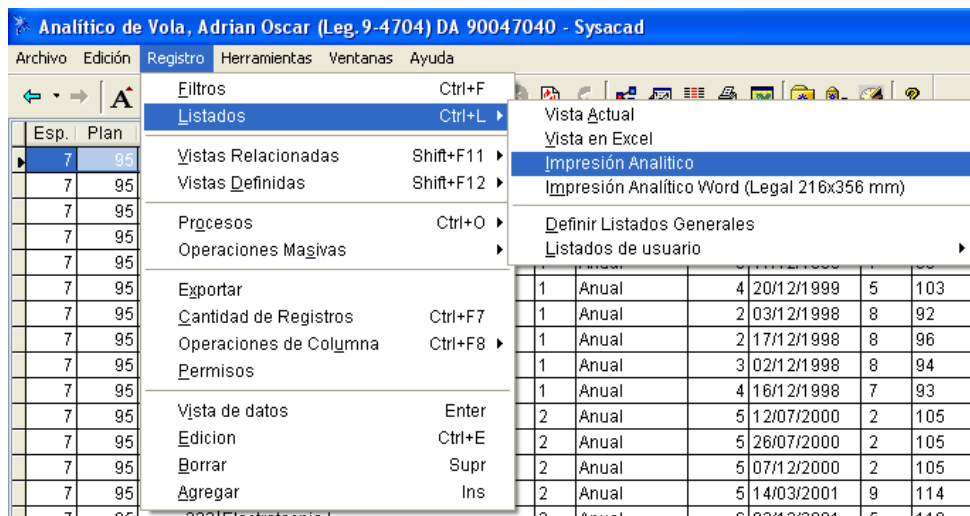 Analítico de Vola, Adrian Oscar (Leg.9-4704) DA 90047040 - Sysacad
Archivo Edición Registro Herramientas Ventanas Ayuda
Filtros Ctrl+F
Listados Ctrl+L
Vistas Relacionadas Shift+F11
Vistas Definidas Shift+F12
Procesos Ctrl+O
Operaciones Masivas
Exportar
Cantidad de Registros Ctrl+F7
Operaciones de Columna Ctrl+F8
Permisos
Vista de datos Enter
Edicion Ctrl+E
Borrar Supr
Agregar Ins
Vista Actual
Vista en Excel
Impresión Analitico
Impresión Analítico Word (Legal 216x356 mm)
Definir Listados Generales
Listados de usuario
Esp. Plan
7 95
7 95
7 95
7 95
7 95
7 95 1 Anual 4 20/12/1999 5 103
7 95 1 Anual 2 03/12/1998 8 92
7 95 1 Anual 2 17/12/1998 8 96
7 95 1 Anual 3 02/12/1998 8 94
7 95 1 Anual 4 16/12/1998 7 93
7 95 2 Anual 5 12/07/2000 2 105
7 95 2 Anual 5 26/07/2000 2 105
7 95 2 Anual 5 07/12/2000 2 105
7 95 2 Anual 5 14/03/2001 9 114